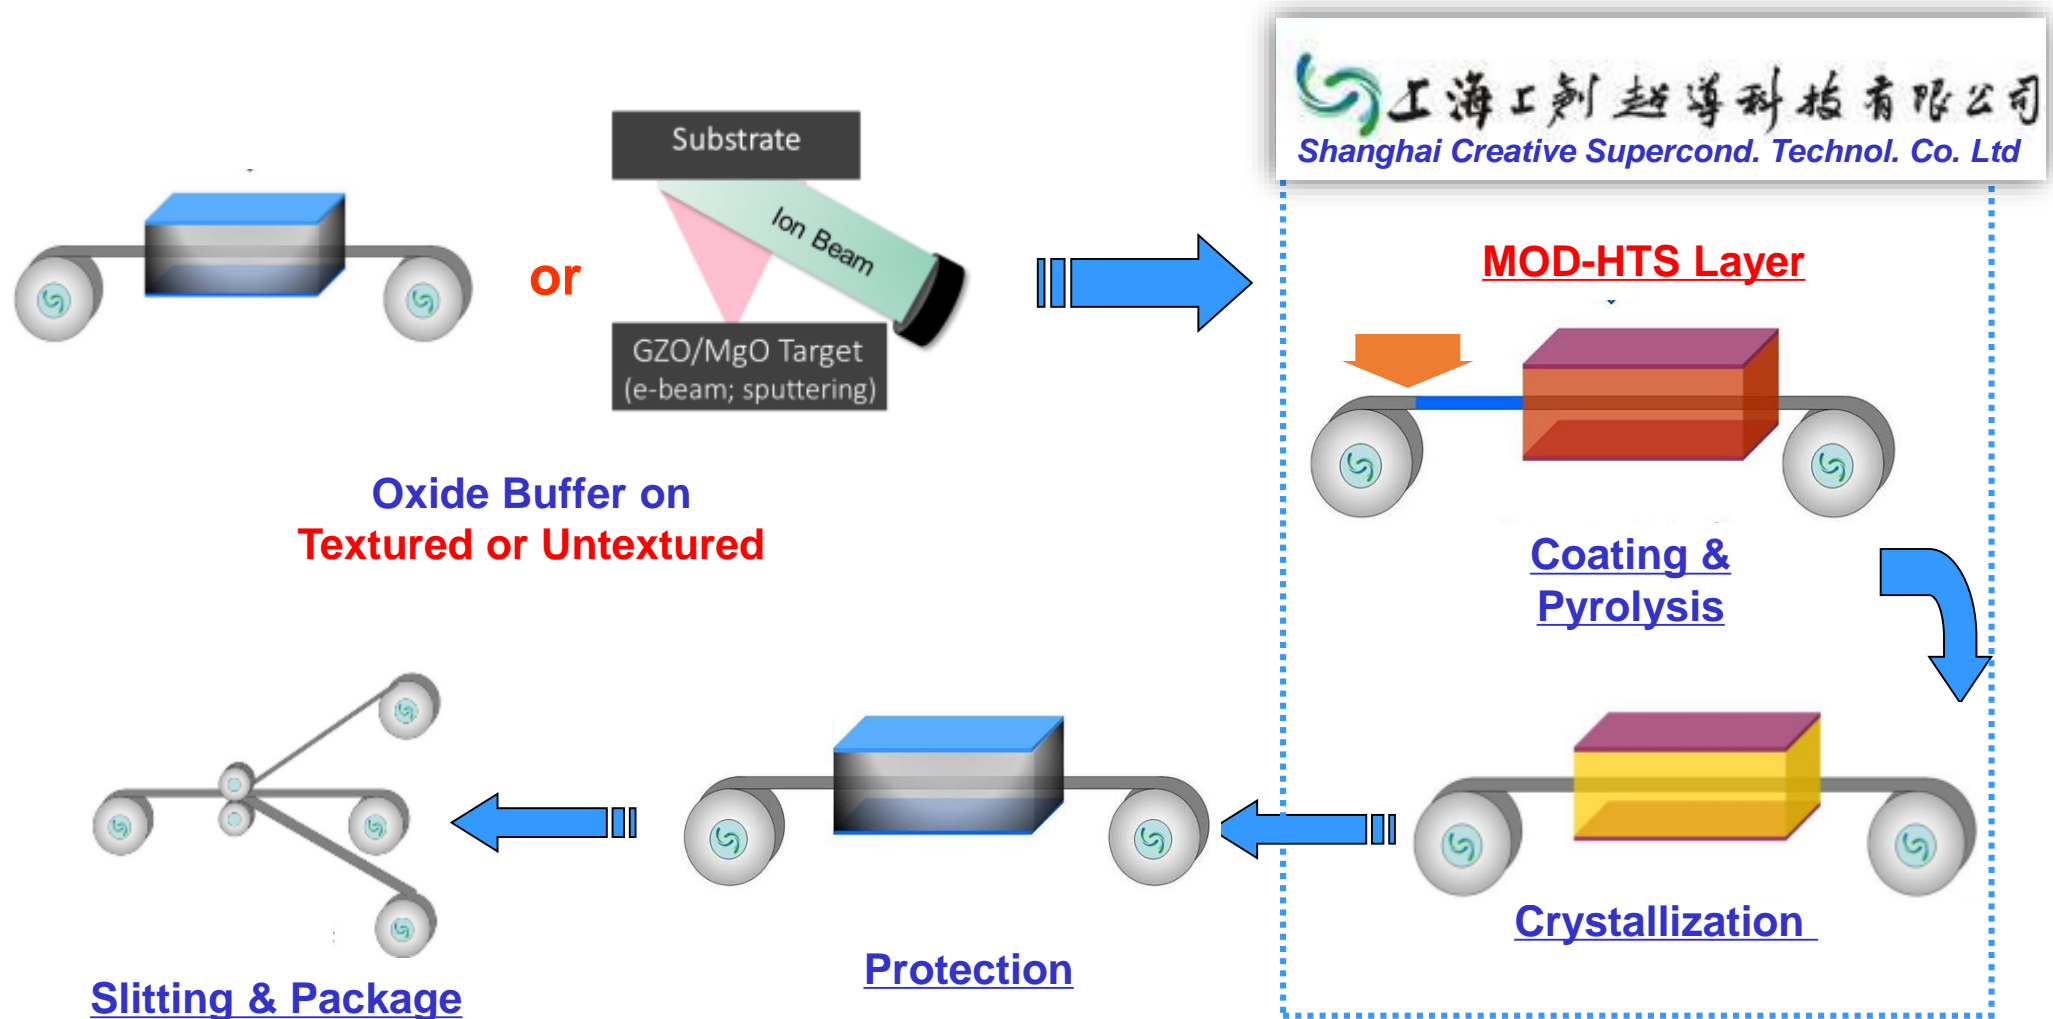 上海上創超導科技有限公司
Shanghai Creative Supercond. Technol. Co. Ltd
Substrate
Ion Beam
or
GZO/MgO Target
(e-beam; sputtering)
Oxide Buffer on
Textured or Untextured
MOD-HTS Layer
Coating &
Pyrolysis
Crystallization
Protection
Slitting & Package